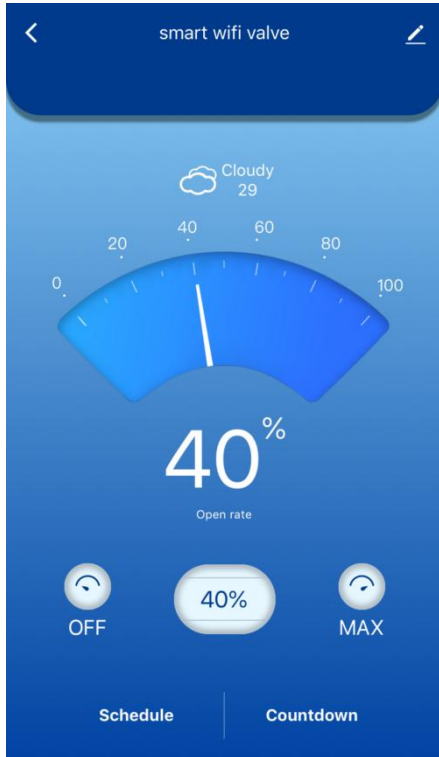 smart wifi valve
Cloudy
29
0
20
40
60
80
100
40%
Open rate
40%
OFF
MAX
Schedule
Countdown